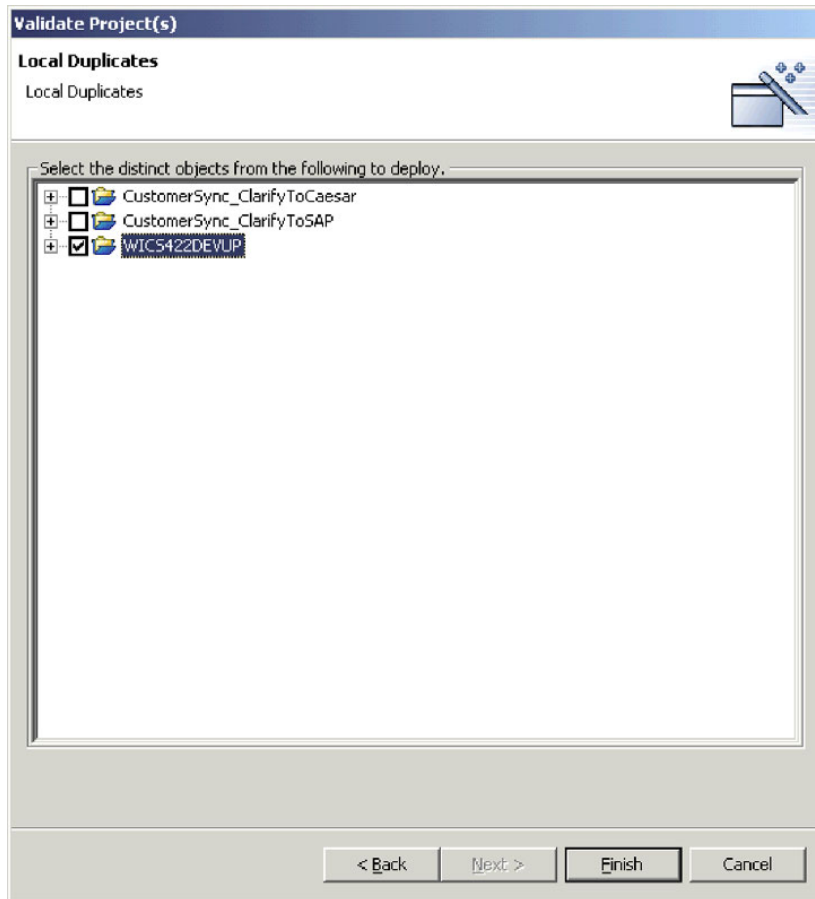 Validate Project(s)
Local Duplicates
Local Duplicates
Select the distinct objects from the following to deploy.
CustomerSync_ClarifyToCaesar
CustomerSync_ClarifyToSAP
WICS422DEVUP
< Back
Next >
Finish
Cancel